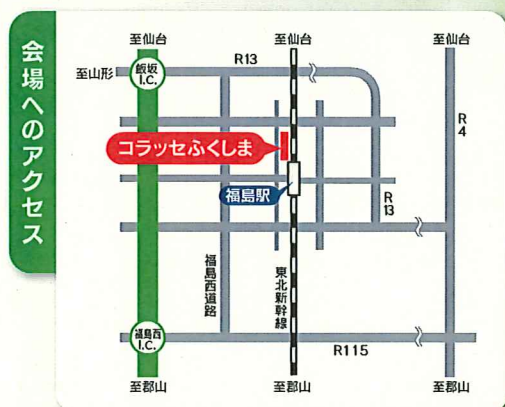 会場へのアクセス
至仙台
至仙台
至仙台
R13
至山形
飯坂
I.C.
R4
コラッセふくしま
福島駅
R13
福島西道路
東北新幹線
福島西
I.C.
R115
至郡山
至郡山
至郡山